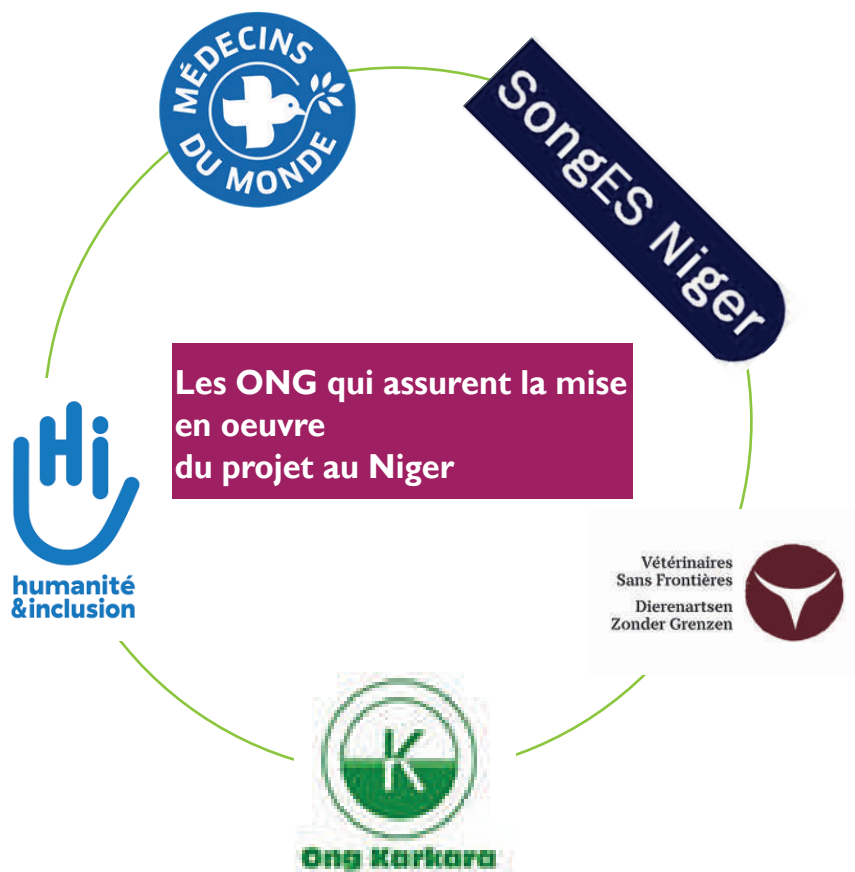 MÉDECINS
DU MONDE
SongES Niger
Les ONG qui assurent la mise
en oeuvre
du projet au Niger
Hi
humanité
&inclusion
Vétérinaires
Sans Frontières
Dierenartsen
Zonder Grenzen
K
Ong Karkara